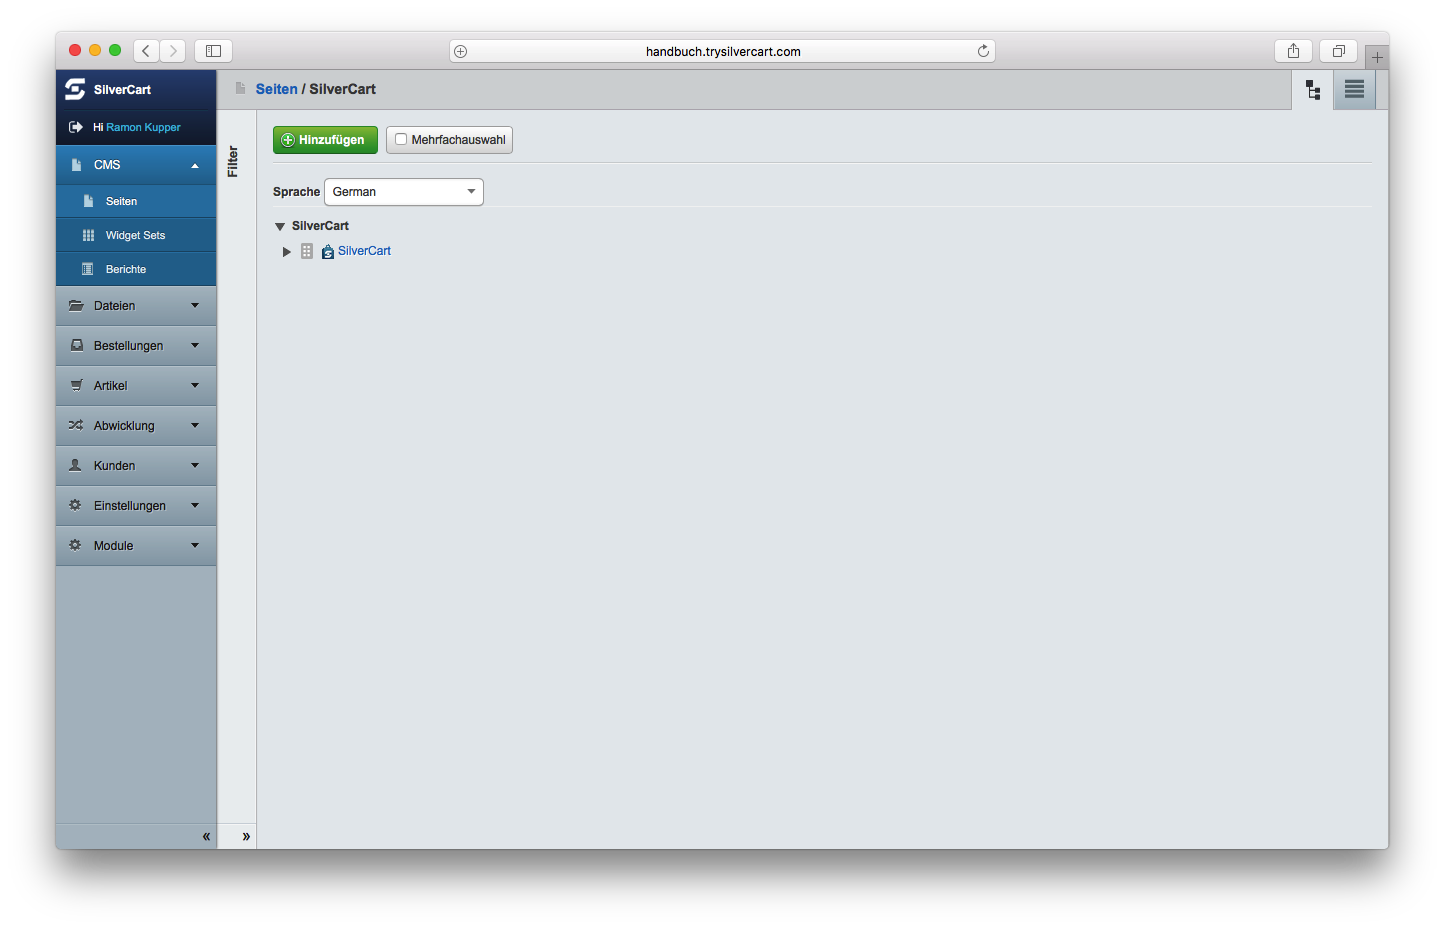 handbuch.trysilvercart.com
SilverCart
Hi Ramon Kupper
CMS
Seiten
Widget Sets
Berichte
Dateien
Bestellungen
Artikel
Abwicklung
Kunden
Einstellungen
Module
«
Filter
»
Seiten / SilverCart
Hinzufügen
Mehrfachauswahl
Sprache German
SilverCart
SilverCart